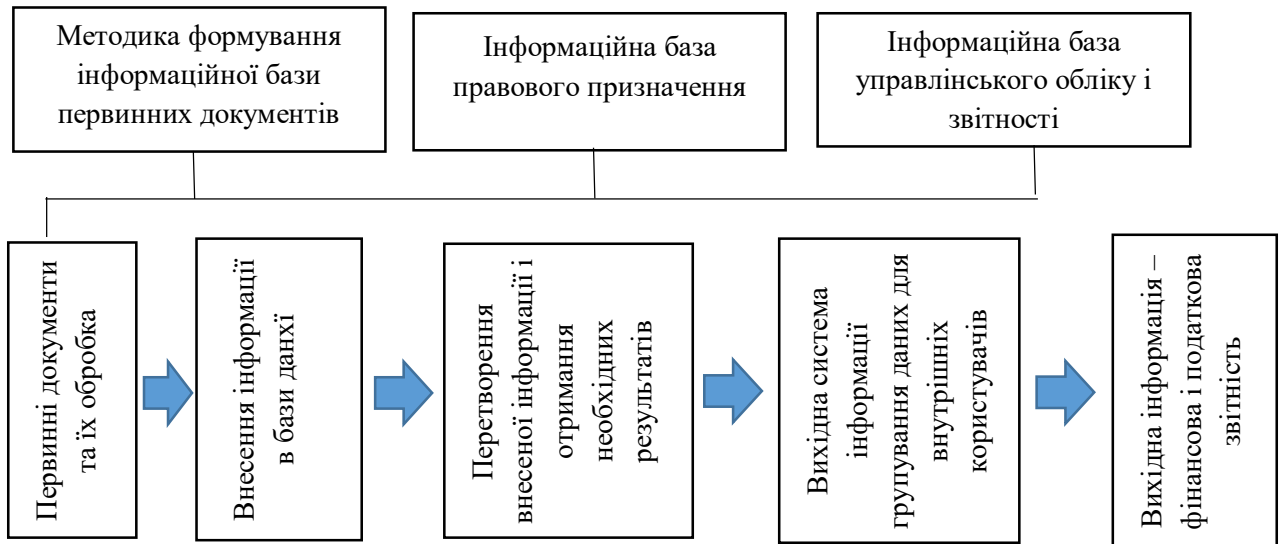 Методика формування
інформаційної бази
первинних документів
Інформаційна база
правового призначення
Інформаційна база
управлінського обліку і
звітності
Первинні документи
та їх обробка
Внесення інформації
в бази данхї
Перетворення
внесеної інформації і
отримання
необхідних
результатів
Вихідна система
інформації
групування даних для
внутрішніх
користувачів
Вихідна інформація –
фінансова і податкова
звітність